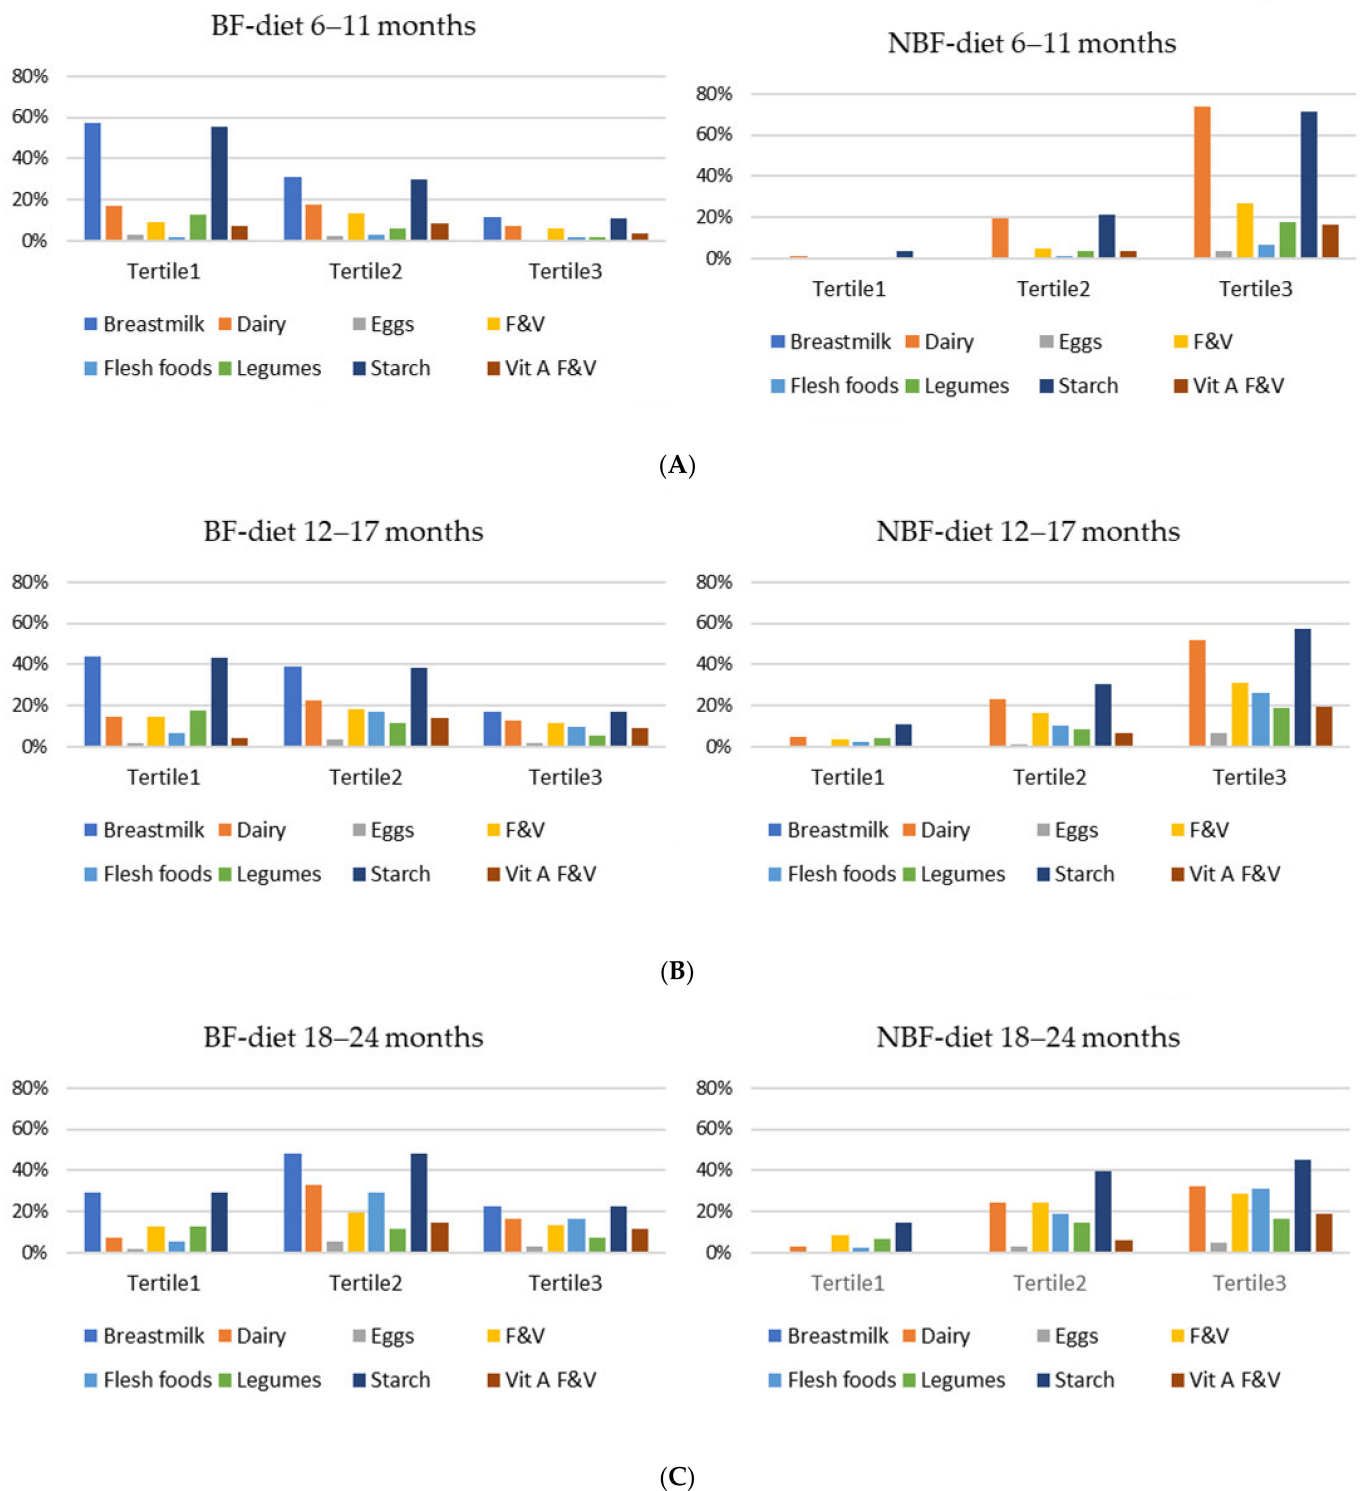 BF-diet 6–11 months
80%
60%
40%
20%
0%
Tertile1 Tertile2 Tertile3
Breastmilk Dairy Eggs F&V
Flesh foods Legumes Starch Vit A F&V
NBF-diet 6–11 months
80%
60%
40%
20%
0%
Tertile1 Tertile2 Tertile3
Breastmilk Dairy Eggs F&V
Flesh foods Legumes Starch Vit A F&V
(A)
BF-diet 12–17 months
80%
60%
40%
20%
0%
Tertile1 Tertile2 Tertile3
Breastmilk Dairy Eggs F&V
Flesh foods Legumes Starch Vit A F&V
NBF-diet 12–17 months
80%
60%
40%
20%
0%
Tertile1 Tertile2 Tertile3
Breastmilk Dairy Eggs F&V
Flesh foods Legumes Starch Vit A F&V
(B)
BF-diet 18–24 months
80%
60%
40%
20%
0%
Tertile1 Tertile2 Tertile3
Breastmilk Dairy Eggs F&V
Flesh foods Legumes Starch Vit A F&V
NBF-diet 18–24 months
80%
60%
40%
20%
0%
Tertile1 Tertile2 Tertile3
Breastmilk Dairy Eggs F&V
Flesh foods Legumes Starch Vit A F&V
(C)